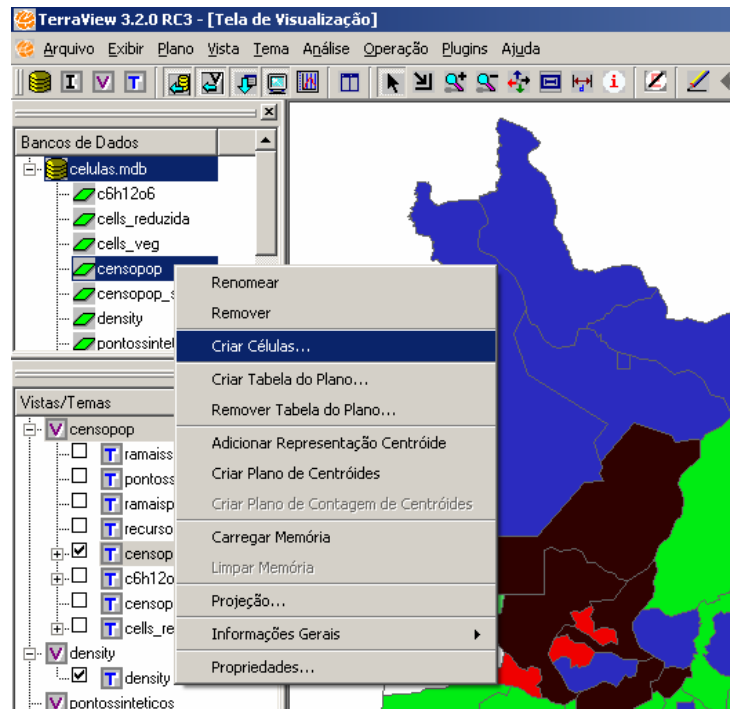 TerraView 3.2.0 RC3 - [Tela de Visualização]
Arquivo Exibir Plano Vista Tema Análise Operação Plugins Ajuda
I V T
Bancos de Dados
celulas.mdb
c6h12o6
cells_reduzida
cells_veg
censopop
censopop_s
density
pontossintet
Renomear
Remover
Criar Células...
Criar Tabela do Plano...
Remover Tabela do Plano...
Adicionar Representação Centróide
Criar Plano de Centróides
Criar Plano de Contagem de Centróides
Carregar Memória
Limpar Memória
Projeção...
Informações Gerais
Propriedades...
Vistas/Temas
V censopop
T ramaiss
T pontoss
T ramaisp
T recurso
T censop
T c6h12o
T censop
T cells_re
V density
T density
V pontossinteticos